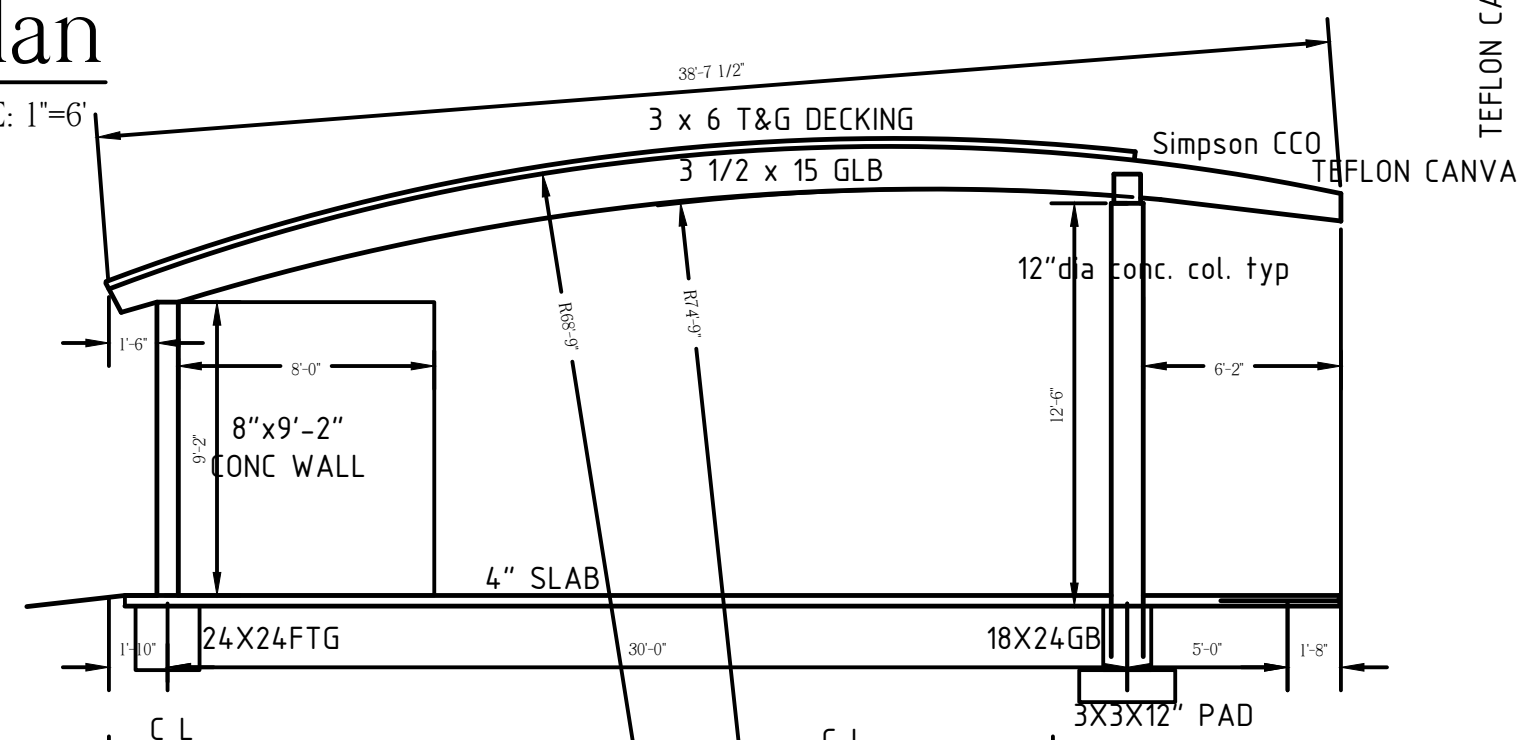 lan
E: 1"=6'
38'-7 1/2"
3 x 6 T&G DECKING
Simpson CCO
TEFLON CANVA
TEFLON CA
3 1/2 x 15 GLB
12"dia conc. col. typ
R68'-9"
R74'-9"
1'-6"
8'-0"
6'-2"
12'-6"
9'-2"
8"x9'-2"
CONC WALL
4" SLAB
1'-10"
24X24FTG
30'-0"
18X24GB
5'-0"
1'-8"
3X3X12" PAD
C L
C L